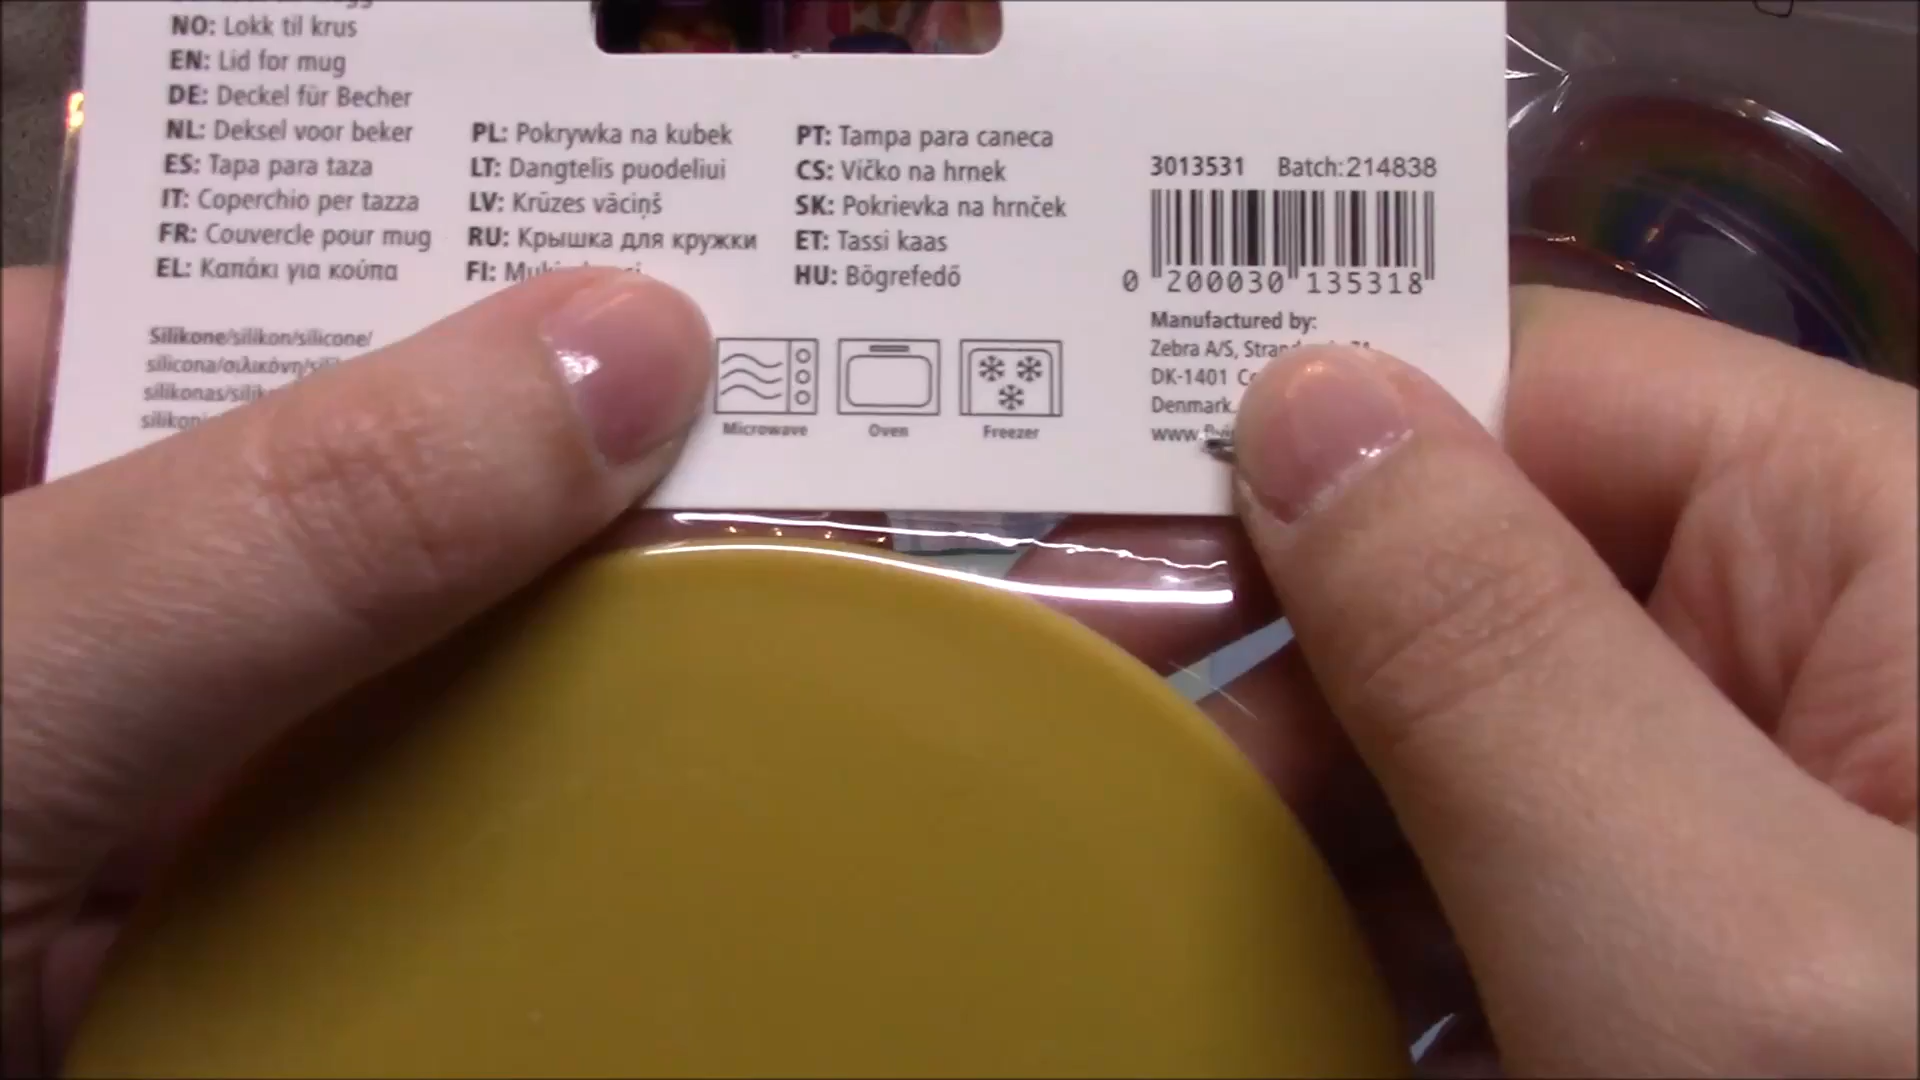 NO: Lokk til krus
EN: Lid for mug
DE: Deckel für Becher
NL: Deksel voor beker
ES: Tapa para taza
IT: Coperchio per tazza
FR: Couvercle pour mug
EL: Καπάκι για κούπα
PL: Pokrywka na kubek
LT: Dangtelis puodeliui
LV: Krūzes vāciņš
RU: Крышка для кружки
FI:
PT: Tampa para caneca
CS: Víčko na hrnek
SK: Pokrievka na hrnček
ET: Tassi kaas
HU: Bögrefedő
3013531 Batch:214838
0 200030 135318
Silikone/silikon/silicone/
silicona/σιλικόνη/
silikonas/
Microwave
Oven
Freezer
Manufactured by:
Zebra A/S,
DK-1401
Denmark.